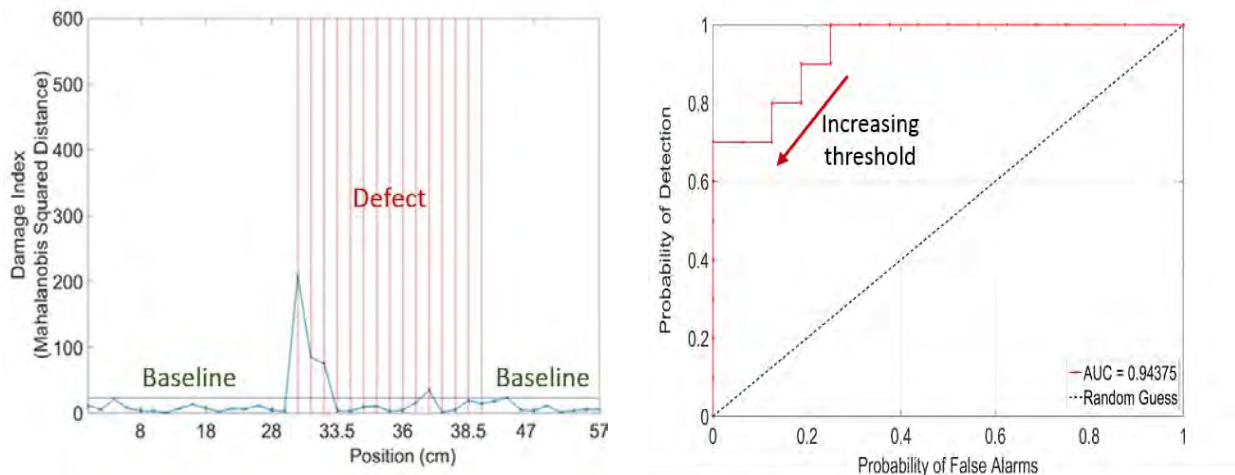 600
500
400
300
200
100
0
Damage Index
(Mahalanobis Squared Distance)
Defect
Baseline
Baseline
8
18
28
33.5
36
38.5
47
57
Position (cm)
1
0.8
0.6
0.4
0.2
0
Probability of Detection
Increasing
threshold
AUC = 0.94375
Random Guess
0
0.2
0.4
0.6
0.8
1
Probability of False Alarms